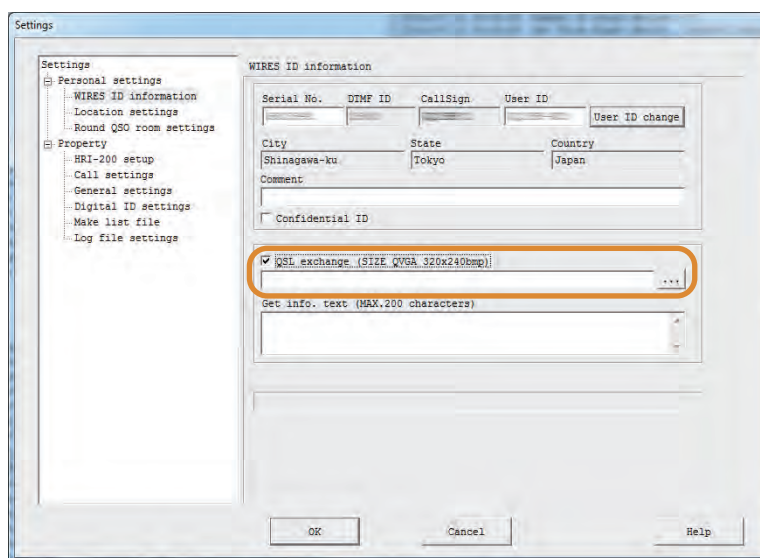 Settings
Settings
Personal settings
WIRES ID information
Location settings
Round QSO room settings
Property
HRI-200 setup
Call settings
General settings
Digital ID settings
Make list file
Log file settings
WIRES ID information
Serial No. DTMF ID CallSign User ID
User ID change
City State Country
Shinagawa-ku Tokyo Japan
Comment
Confidential ID
QSL exchange (SIZE QVGA 320x240bmp)
...
Get info. text (MAX.200 characters)
OK Cancel Help